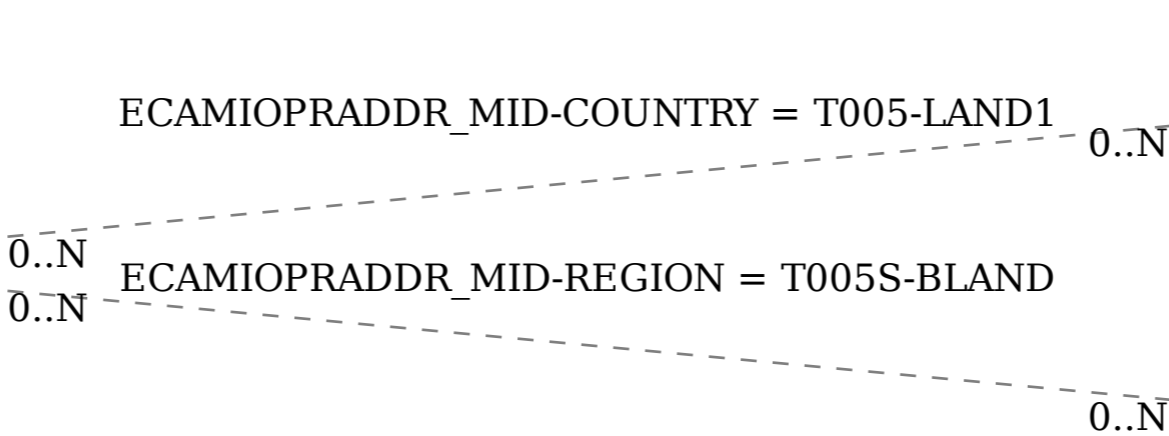 ECAMIOPRADDR_MID-COUNTRY = T005-LAND1
0..N
0..N
ECAMIOPRADDR_MID-REGION = T005S-BLAND
0..N
0..N